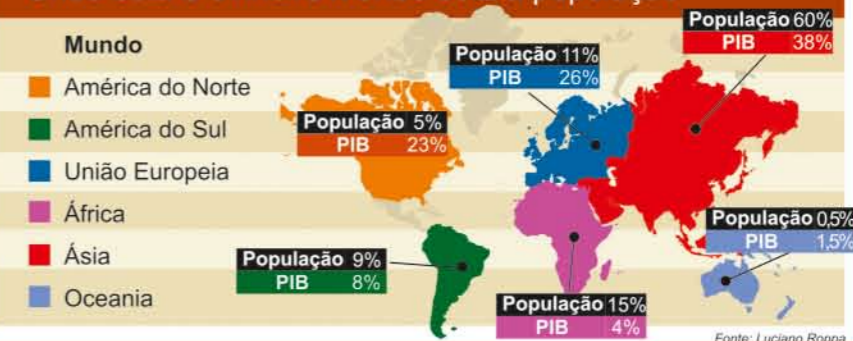 Mundo
América do Norte
América do Sul
União Europeia
África
Ásia
Oceania
População 60%
PIB 38%
População 11%
PIB 26%
População 5%
PIB 23%
População 0,5%
PIB 1,5%
População 9%
PIB 8%
População 15%
PIB 4%
Fonte: Luciano Roppa